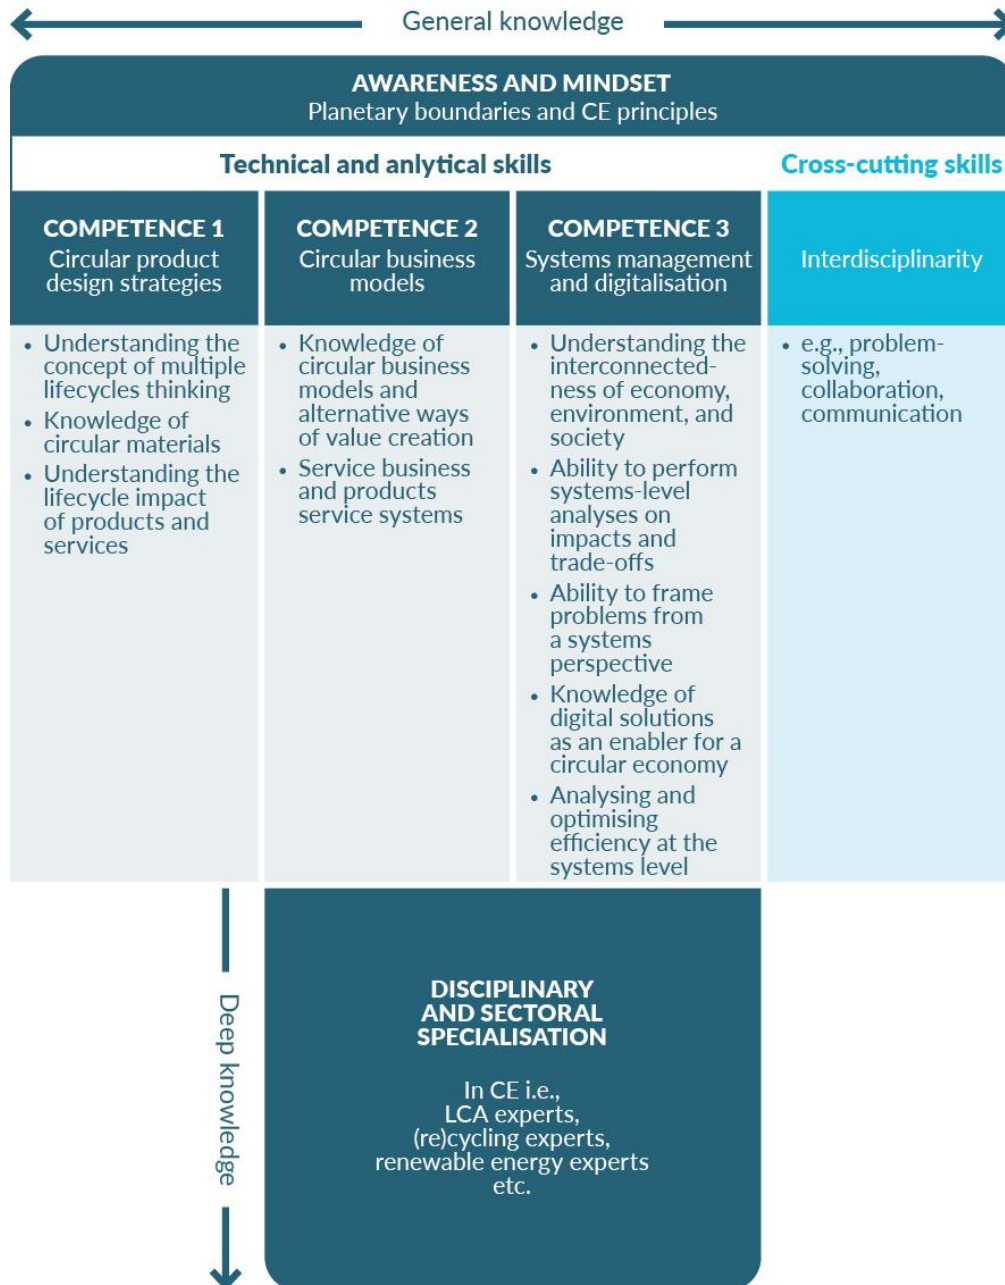 General knowledge
AWARENESS AND MINDSET
Planetary boundaries and CE principles
Technical and anlytical skills
Cross-cutting skills
COMPETENCE 1
Circular product
design strategies
• Understanding the
concept of multiple
lifecycles thinking
• Knowledge of
circular materials
• Understanding the
lifecycle impact
of products and
services
COMPETENCE 2
Circular business
models
• Knowledge of
circular business
models and
alternative ways
of value creation
• Service business
and products
service systems
COMPETENCE 3
Systems management
and digitalisation
• Understanding the
interconnected-
ness of economy,
environment, and
society
• Ability to perform
systems-level
analyses on
impacts and
trade-offs
• Ability to frame
problems from
a systems
perspective
• Knowledge of
digital solutions
as an enabler for a
circular economy
• Analysing and
optimising
efficiency at the
systems level
Interdisciplinarity
• e.g., problem-
solving,
collaboration,
communication
Deep knowledge
DISCIPLINARY
AND SECTORAL
SPECIALISATION
In CE i.e.,
LCA experts,
(re)cycling experts,
renewable energy experts
etc.